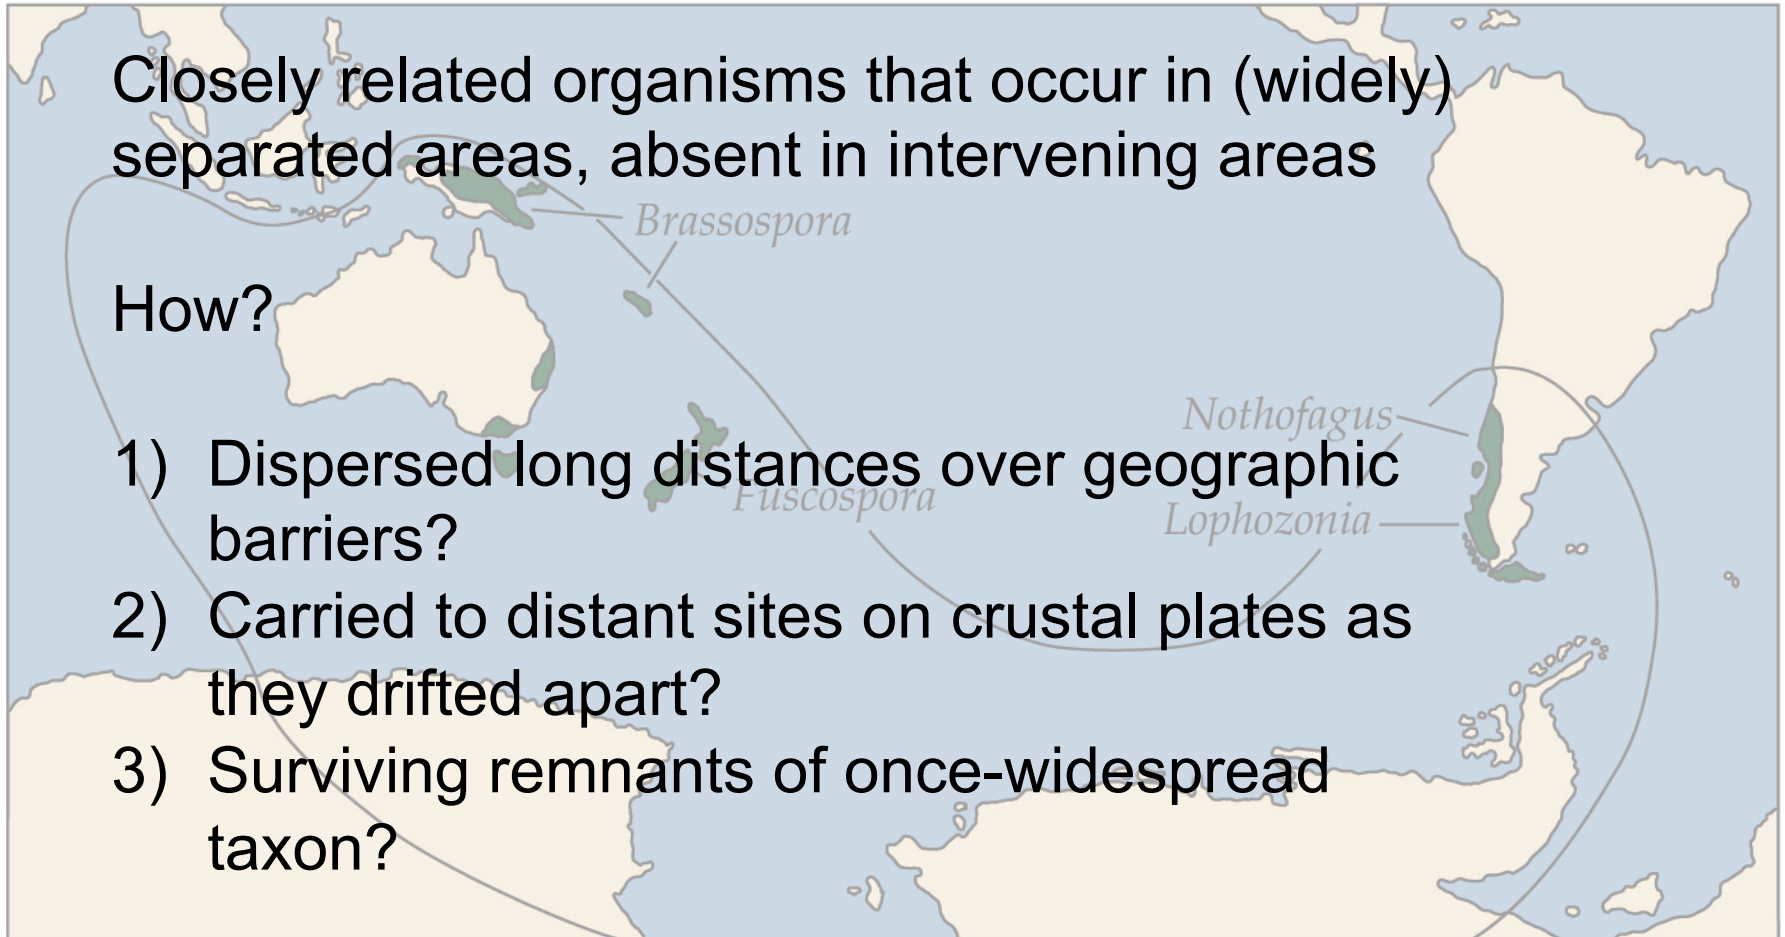 Closely related organisms that occur in (widely)
separated areas, absent in intervening areas
Brassospora
How?
Nothofagus
1) Dispersed long distances over geographic
Fuscospora
Lophozonia
barriers?
2) Carried to distant sites on crustal plates as
they drifted apart?
3) Surviving remnants of once-widespread
taxon?